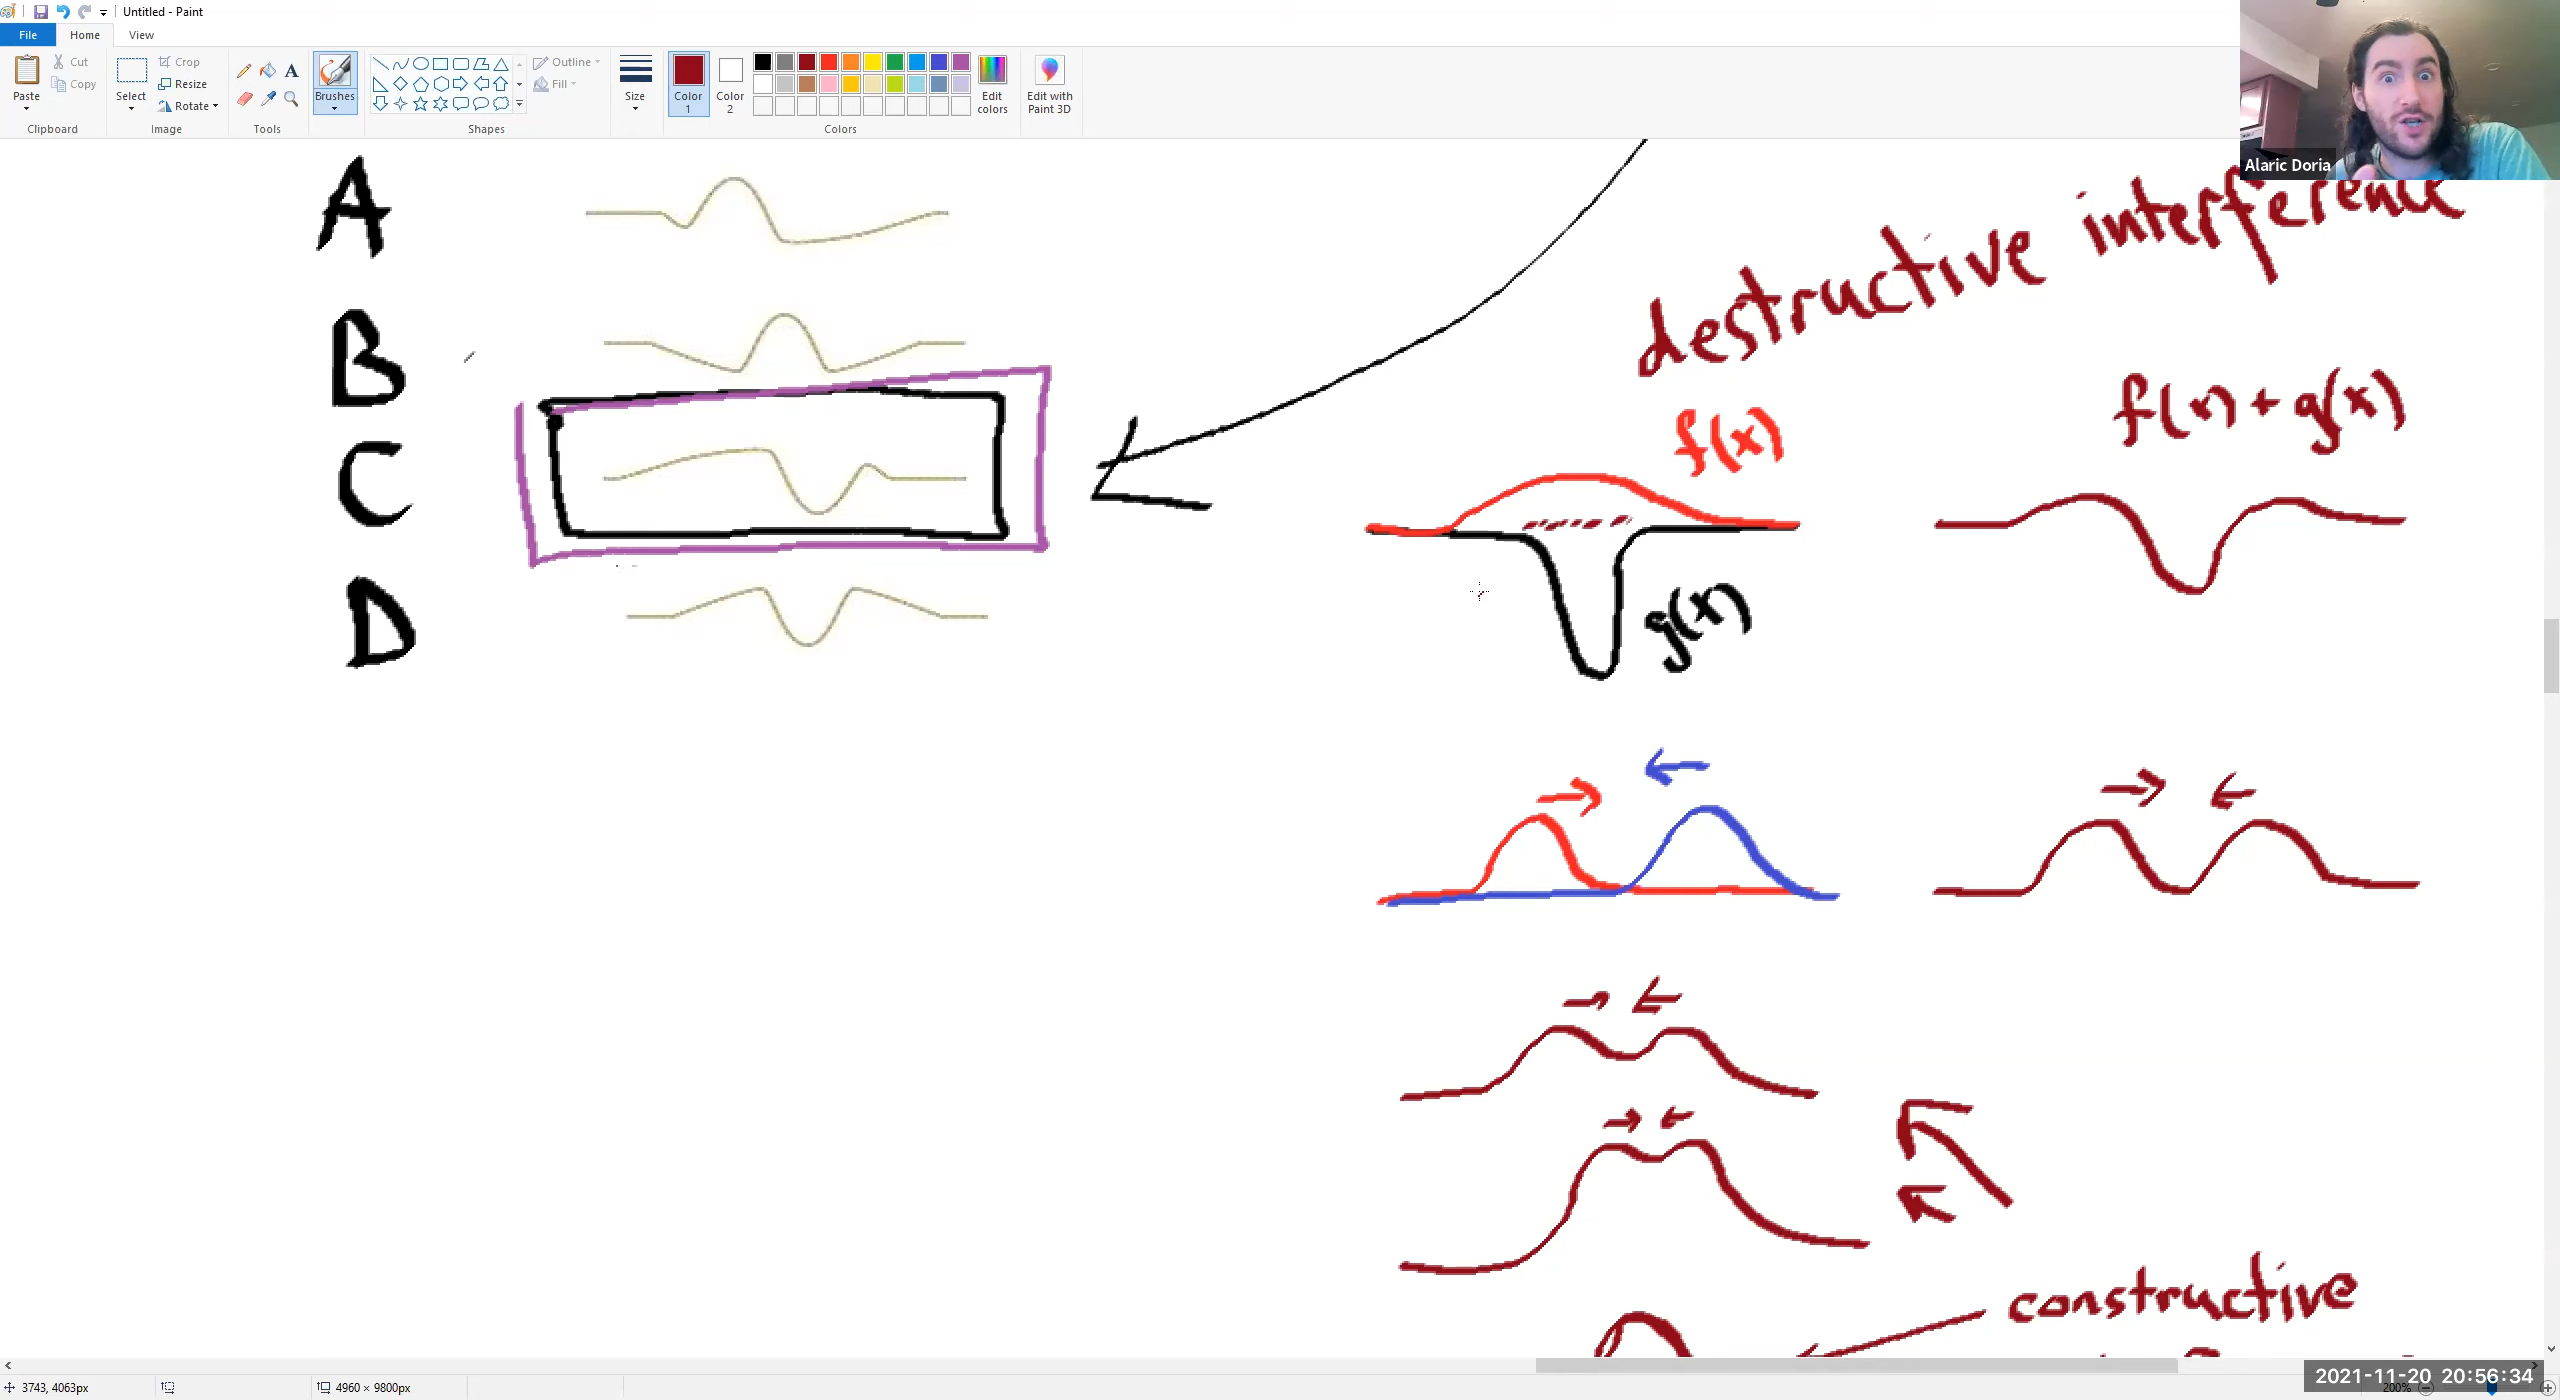 Untitled - Paint
File Home View
Paste
Cut
Copy
Clipboard
Select
Crop
Resize
Rotate
Image
Tools
Brushes
Shapes
Outline
Fill
Size
Color 1
Color 2
Edit colors
Edit with Paint 3D
Colors
Alaric Doria
A
B
C
D
destructive interference
f(x)
g(x)
f(x) + g(x)
constructive
3743, 4063px
4960 × 9800px
200%
2021-11-20 20:56:34